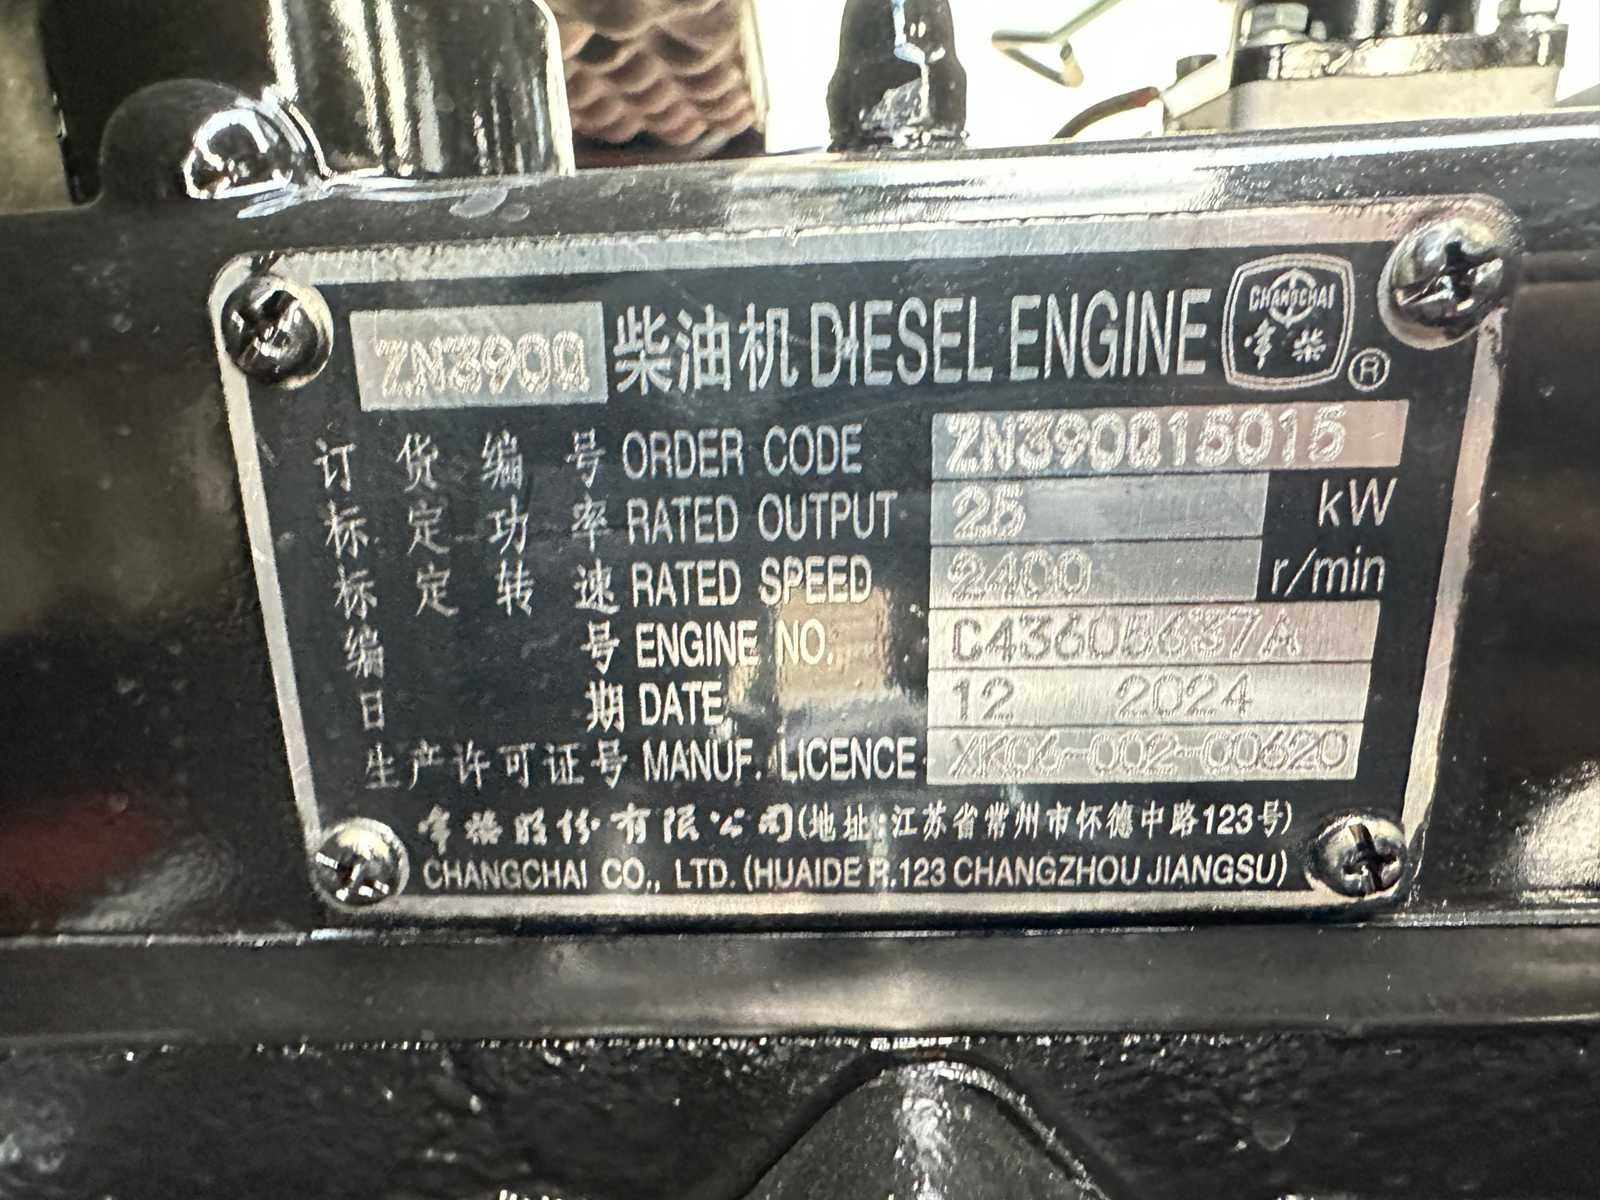 ZN390Q 柴油机 DIESEL ENGINE CHANGCHAI 常柴 ®
订货编号 ORDER CODE ZN390Q15015
标定功率 RATED OUTPUT 25 kW
标定转速 RATED SPEED 2400 r/min
编号 ENGINE NO. C43605637A
日期 DATE 12 2024
生产许可证号 MANUF. LICENCE XK06-002-00620
常柴股份有限公司(地址:江苏省常州市怀德中路123号)
CHANGCHAI CO., LTD. (HUAIDE R.123 CHANGZHOU JIANGSU)